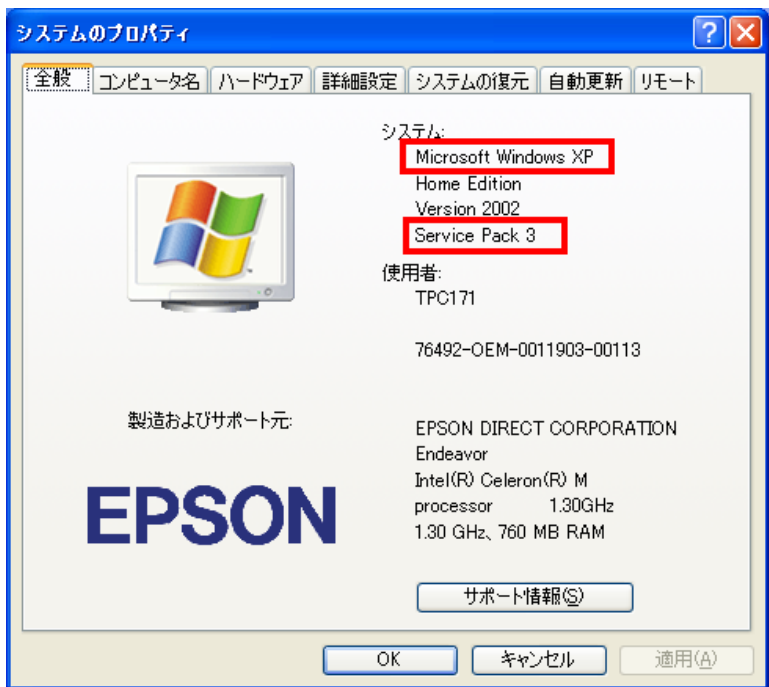 システムのプロパティ
全般 コンピュータ名 ハードウェア 詳細設定 システムの復元 自動更新 リモート
システム:
Microsoft Windows XP
Home Edition
Version 2002
Service Pack 3
使用者:
TPC171
76492-OEM-0011903-00113
製造およびサポート元:
EPSON DIRECT CORPORATION
Endeavor
Intel(R) Celeron(R) M
processor 1.30GHz
1.30 GHz、760 MB RAM
EPSON
サポート情報(S)
OK キャンセル 適用(A)